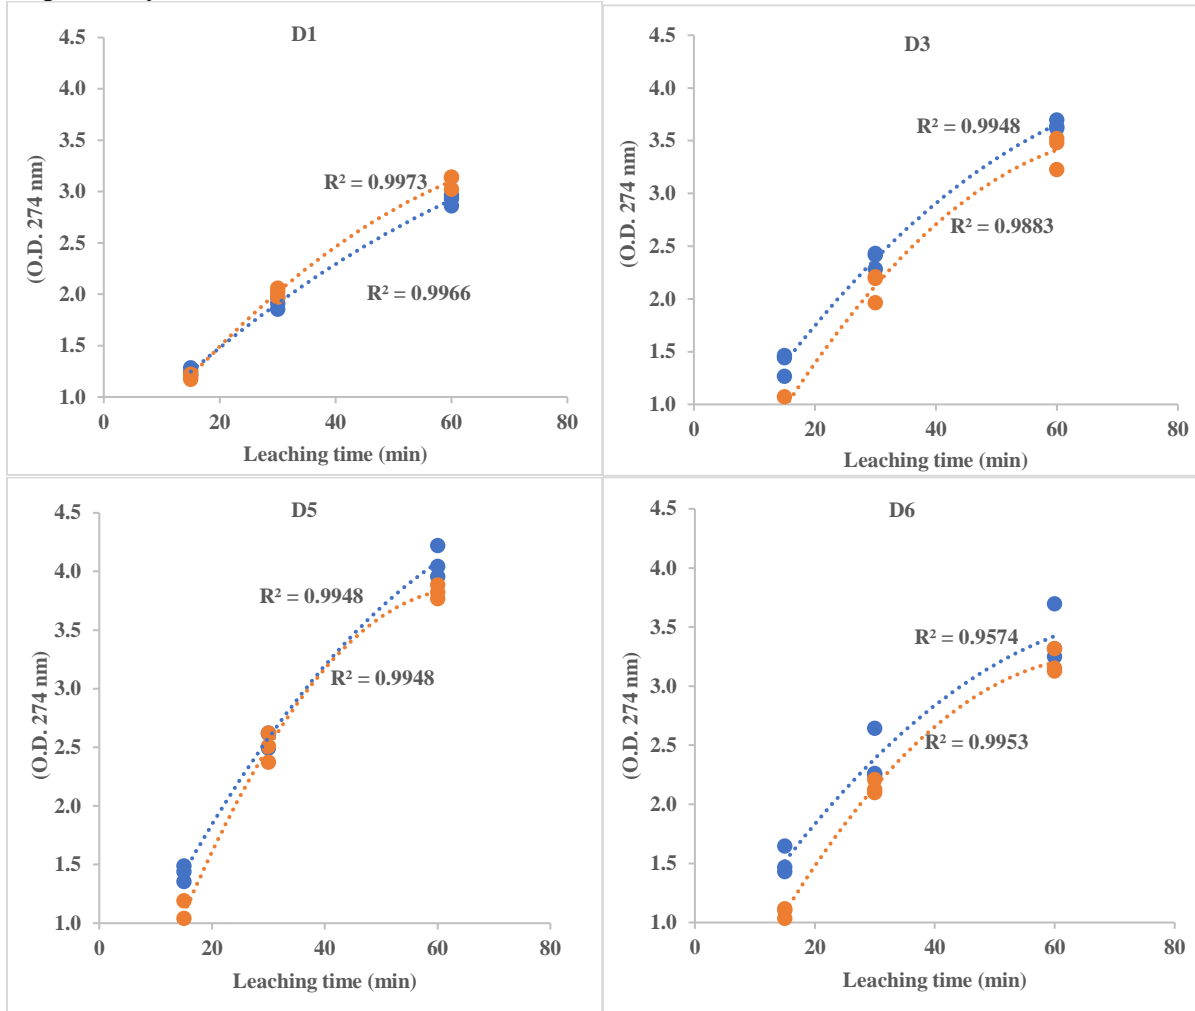 D1
4.5
4.0
3.5
3.0
2.5
2.0
1.5
1.0
(O.D. 274 nm)
R² = 0.9973
R² = 0.9966
0
20
40
60
80
Leaching time (min)
D3
4.5
4.0
3.5
3.0
2.5
2.0
1.5
1.0
(O.D. 274 nm)
R² = 0.9948
R² = 0.9883
0
20
40
60
80
Leaching time (min)
D5
4.5
4.0
3.5
3.0
2.5
2.0
1.5
1.0
(O.D. 274 nm)
R² = 0.9948
R² = 0.9948
0
20
40
60
80
Leaching time (min)
D6
4.5
4.0
3.5
3.0
2.5
2.0
1.5
1.0
(O.D. 274 nm)
R² = 0.9574
R² = 0.9953
0
20
40
60
80
Leaching time (min)